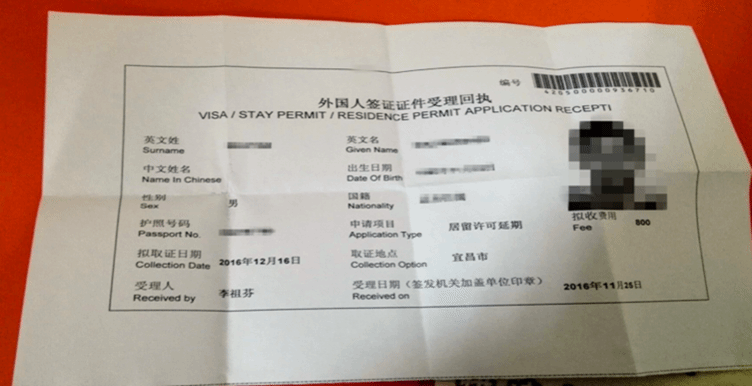 编号
420500000936710
外国人签证证件受理回执
VISA / STAY PERMIT / RESIDENCE PERMIT APPLICATION RECEPTI
英文姓 英文名
Surname Given Name
中文姓名 出生日期
Name In Chinese Date Of Birth
性别 男 国籍
Sex Nationality
护照号码 申请项目 居留许可延期 拟收费用 800
Passport No. Application Type Fee
拟取证日期 2016年12月16日 取证地点 宜昌市
Collection Date Collection Option
受理人 李祖芬 受理日期(签发机关加盖单位印章) 2016年11月25日
Received by Received on